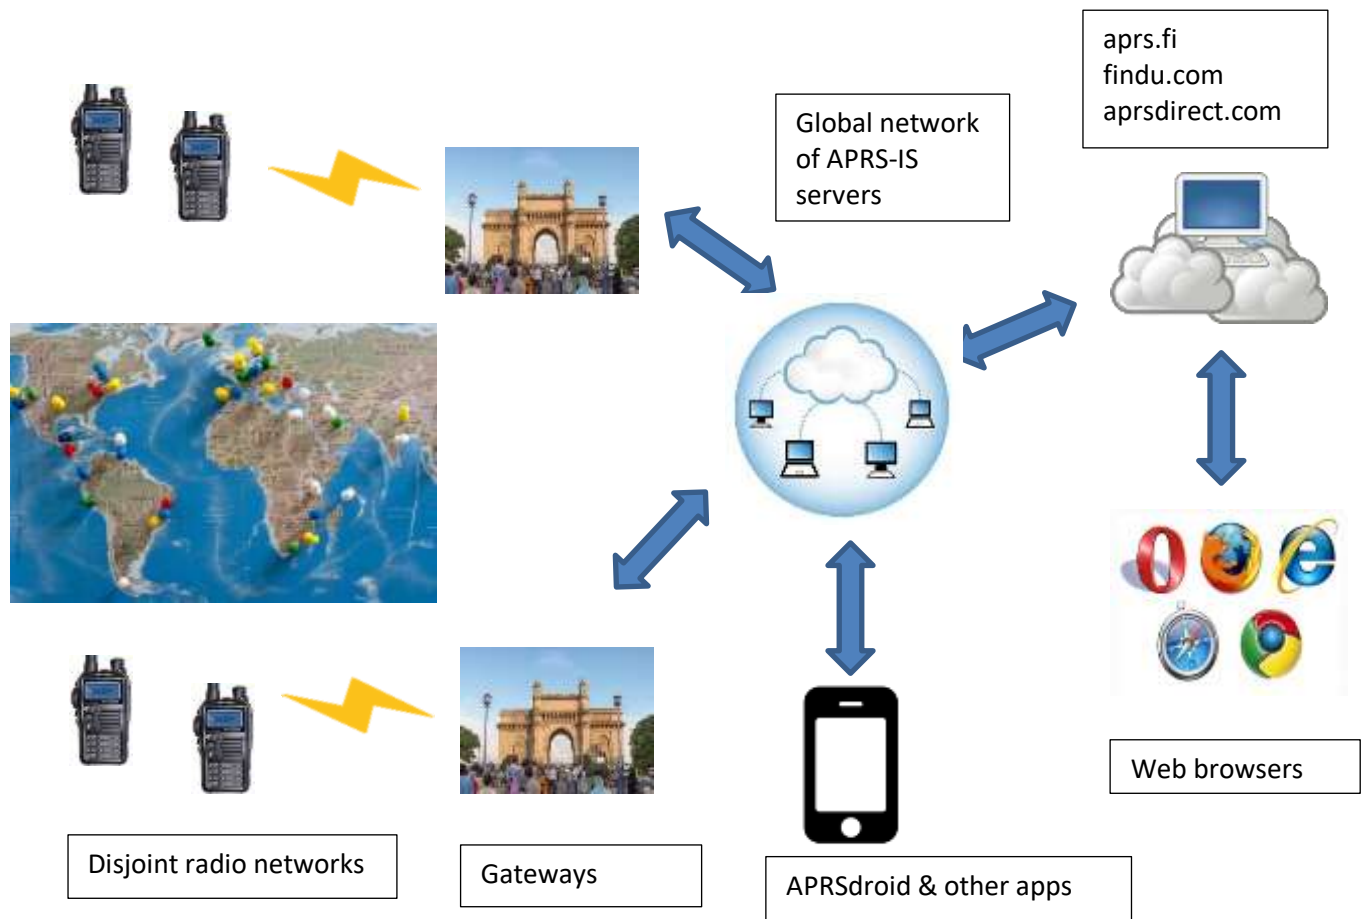 aprs.fi
findu.com
aprsdirect.com
Global network
of APRS-IS
servers
Web browsers
Disjoint radio networks
Gateways
APRSdroid & other apps